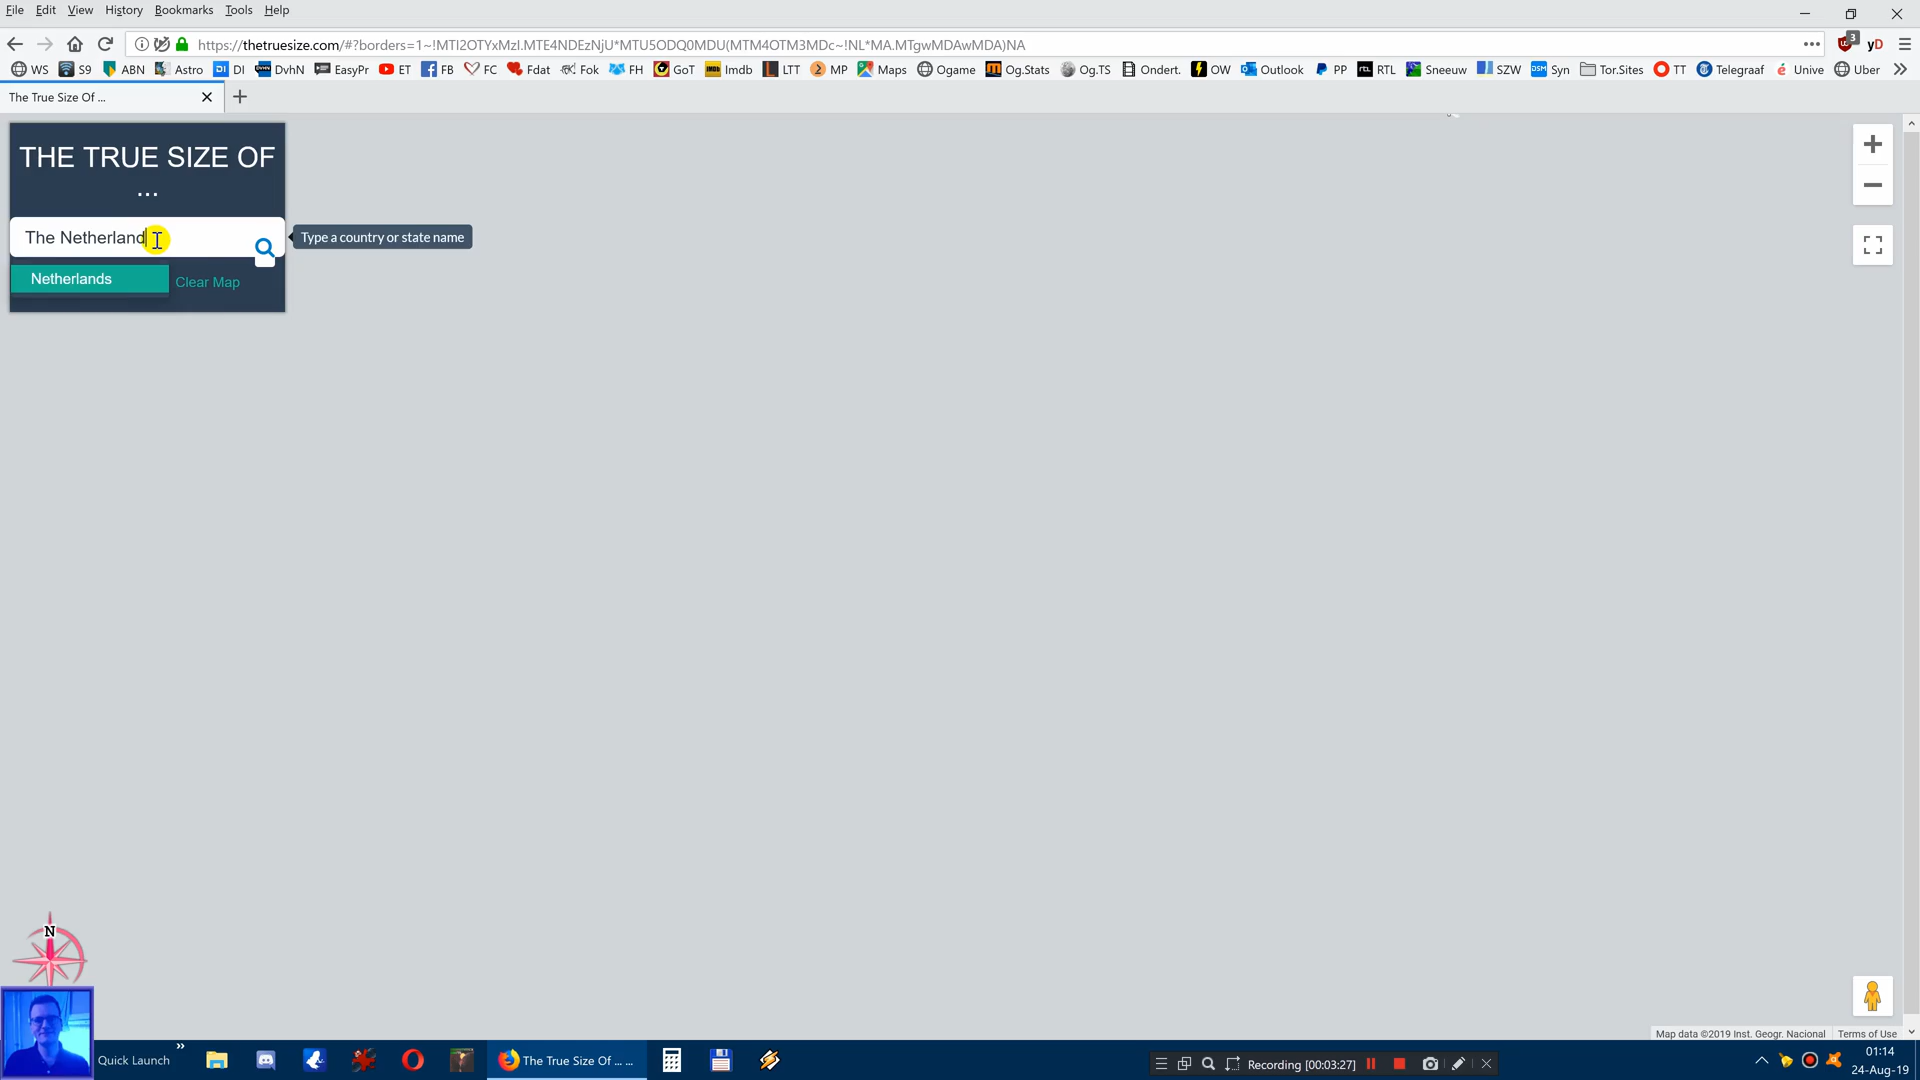 File Edit View History Bookmarks Tools Help
https://thetruesize.com/#?borders=1~!MTI2OTYxMzI.MTE4NDEzNjU*MTU5ODQ0MDU(MTM4OTM3MDc~!NL*MA.MTgwMDAwMDA)NA
3 yD
WS S9 ABN Astro DI DvhN EasyPr ET FB FC Fdat Fok FH GoT Imdb LTT MP Maps Ogame Og.Stats Og.TS Ondert. OW Outlook PP RTL Sneeuw SZW Syn Tor.Sites TT Telegraaf Unive Uber
The True Size Of ...
THE TRUE SIZE OF
...
The Netherland
Type a country or state name
Netherlands
Clear Map
N
Map data ©2019 Inst. Geogr. Nacional Terms of Use
Quick Launch
The True Size Of ... ...
Recording [00:03:27]
01:14
24-Aug-19